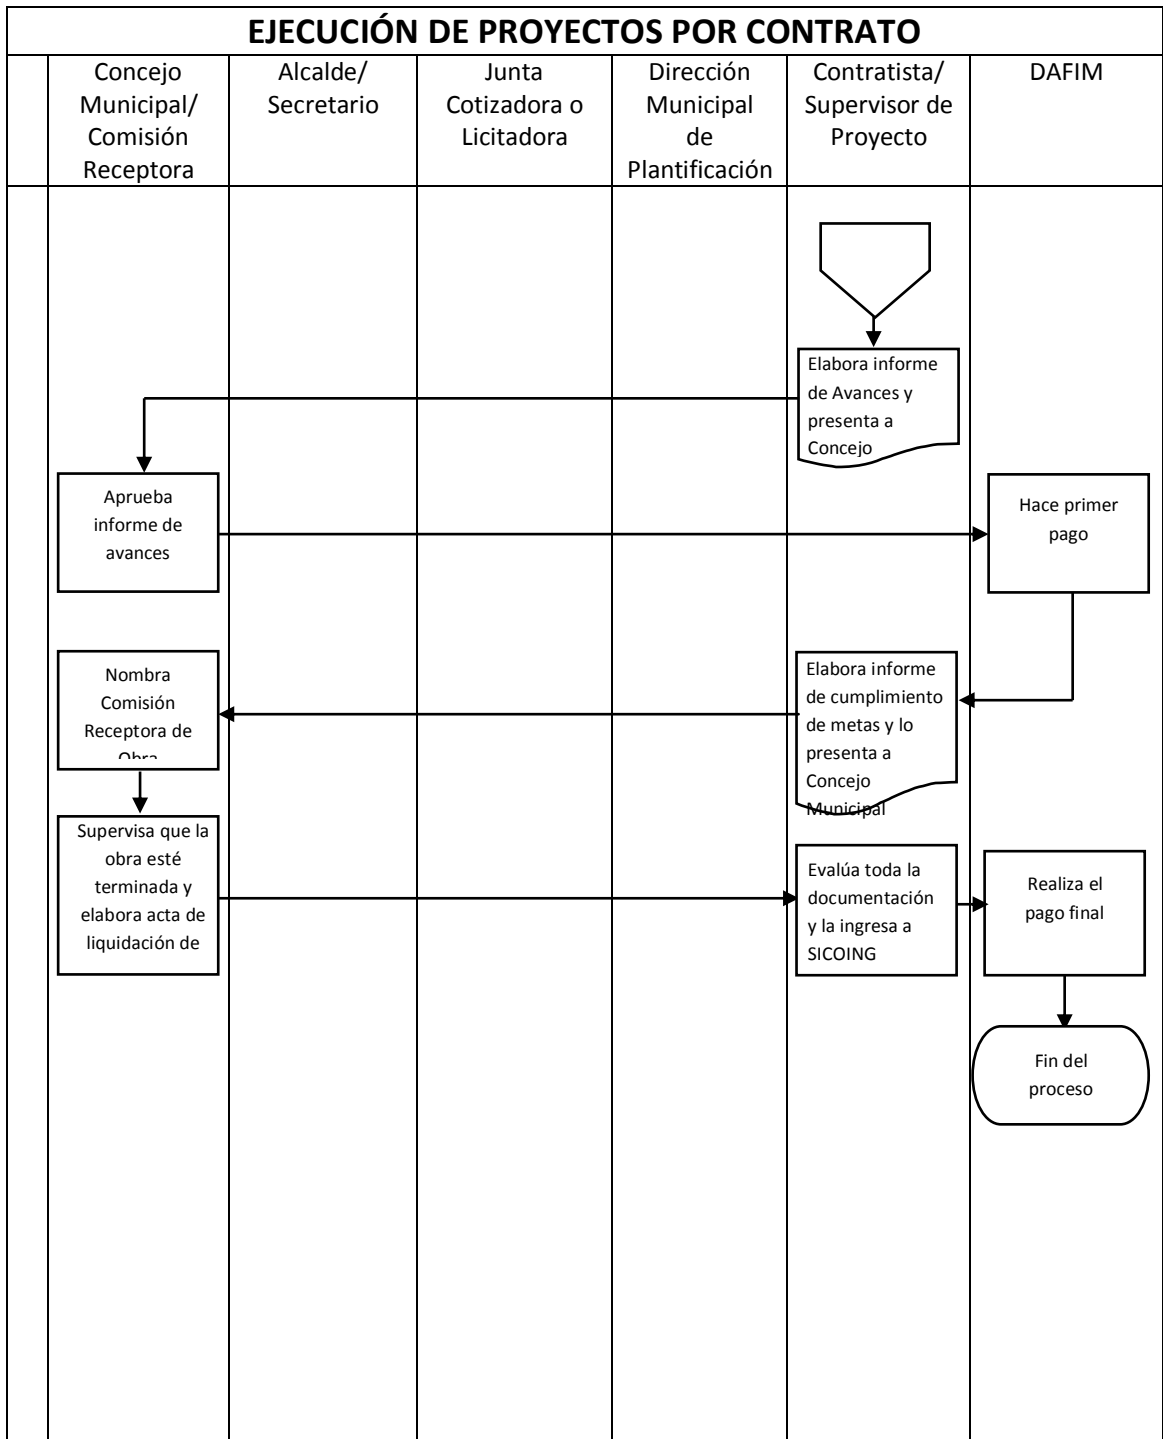 EJECUCIÓN DE PROYECTOS POR CONTRATO
Concejo
Municipal/
Comisión
Receptora
Alcalde/
Secretario
Junta
Cotizadora o
Licitadora
Dirección
Municipal
de
Plantificación
Contratista/
Supervisor de
Proyecto
DAFIM
Elabora informe
de Avances y
presenta a
Concejo
Aprueba
informe de
avances
Hace primer
pago
Elabora informe
de cumplimiento
de metas y lo
presenta a
Concejo
Municipal
Nombra
Comisión
Receptora de
Obra
Supervisa que la
obra esté
terminada y
elabora acta de
liquidación de
Evalúa toda la
documentación
y la ingresa a
SICOING
Realiza el
pago final
Fin del
proceso